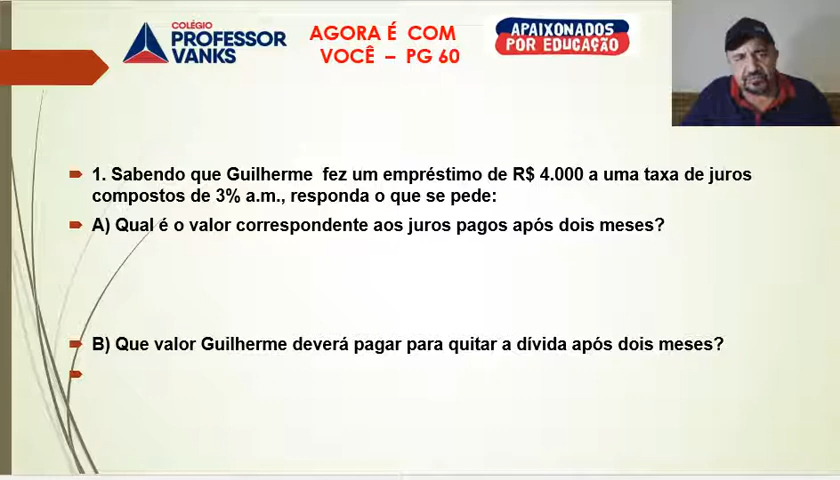 COLÉGIO
PROFESSOR
VANKS
AGORA É COM
VOCÊ – PG 60
APAIXONADOS
POR EDUCAÇÃO
1. Sabendo que Guilherme fez um empréstimo de R$ 4.000 a uma taxa de juros
compostos de 3% a.m., responda o que se pede:
A) Qual é o valor correspondente aos juros pagos após dois meses?
B) Que valor Guilherme deverá pagar para quitar a dívida após dois meses?